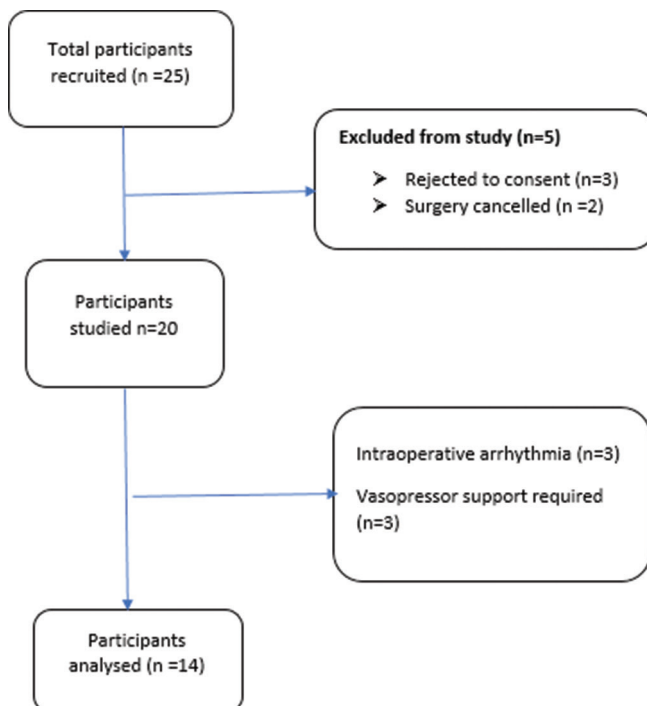 Total participants
recruited (n =25)
Excluded from study (n=5)
➤ Rejected to consent (n=3)
➤ Surgery cancelled (n =2)
Participants
studied n=20
Intraoperative arrhythmia (n=3)
Vasopressor support required
(n=3)
Participants
analysed (n =14)